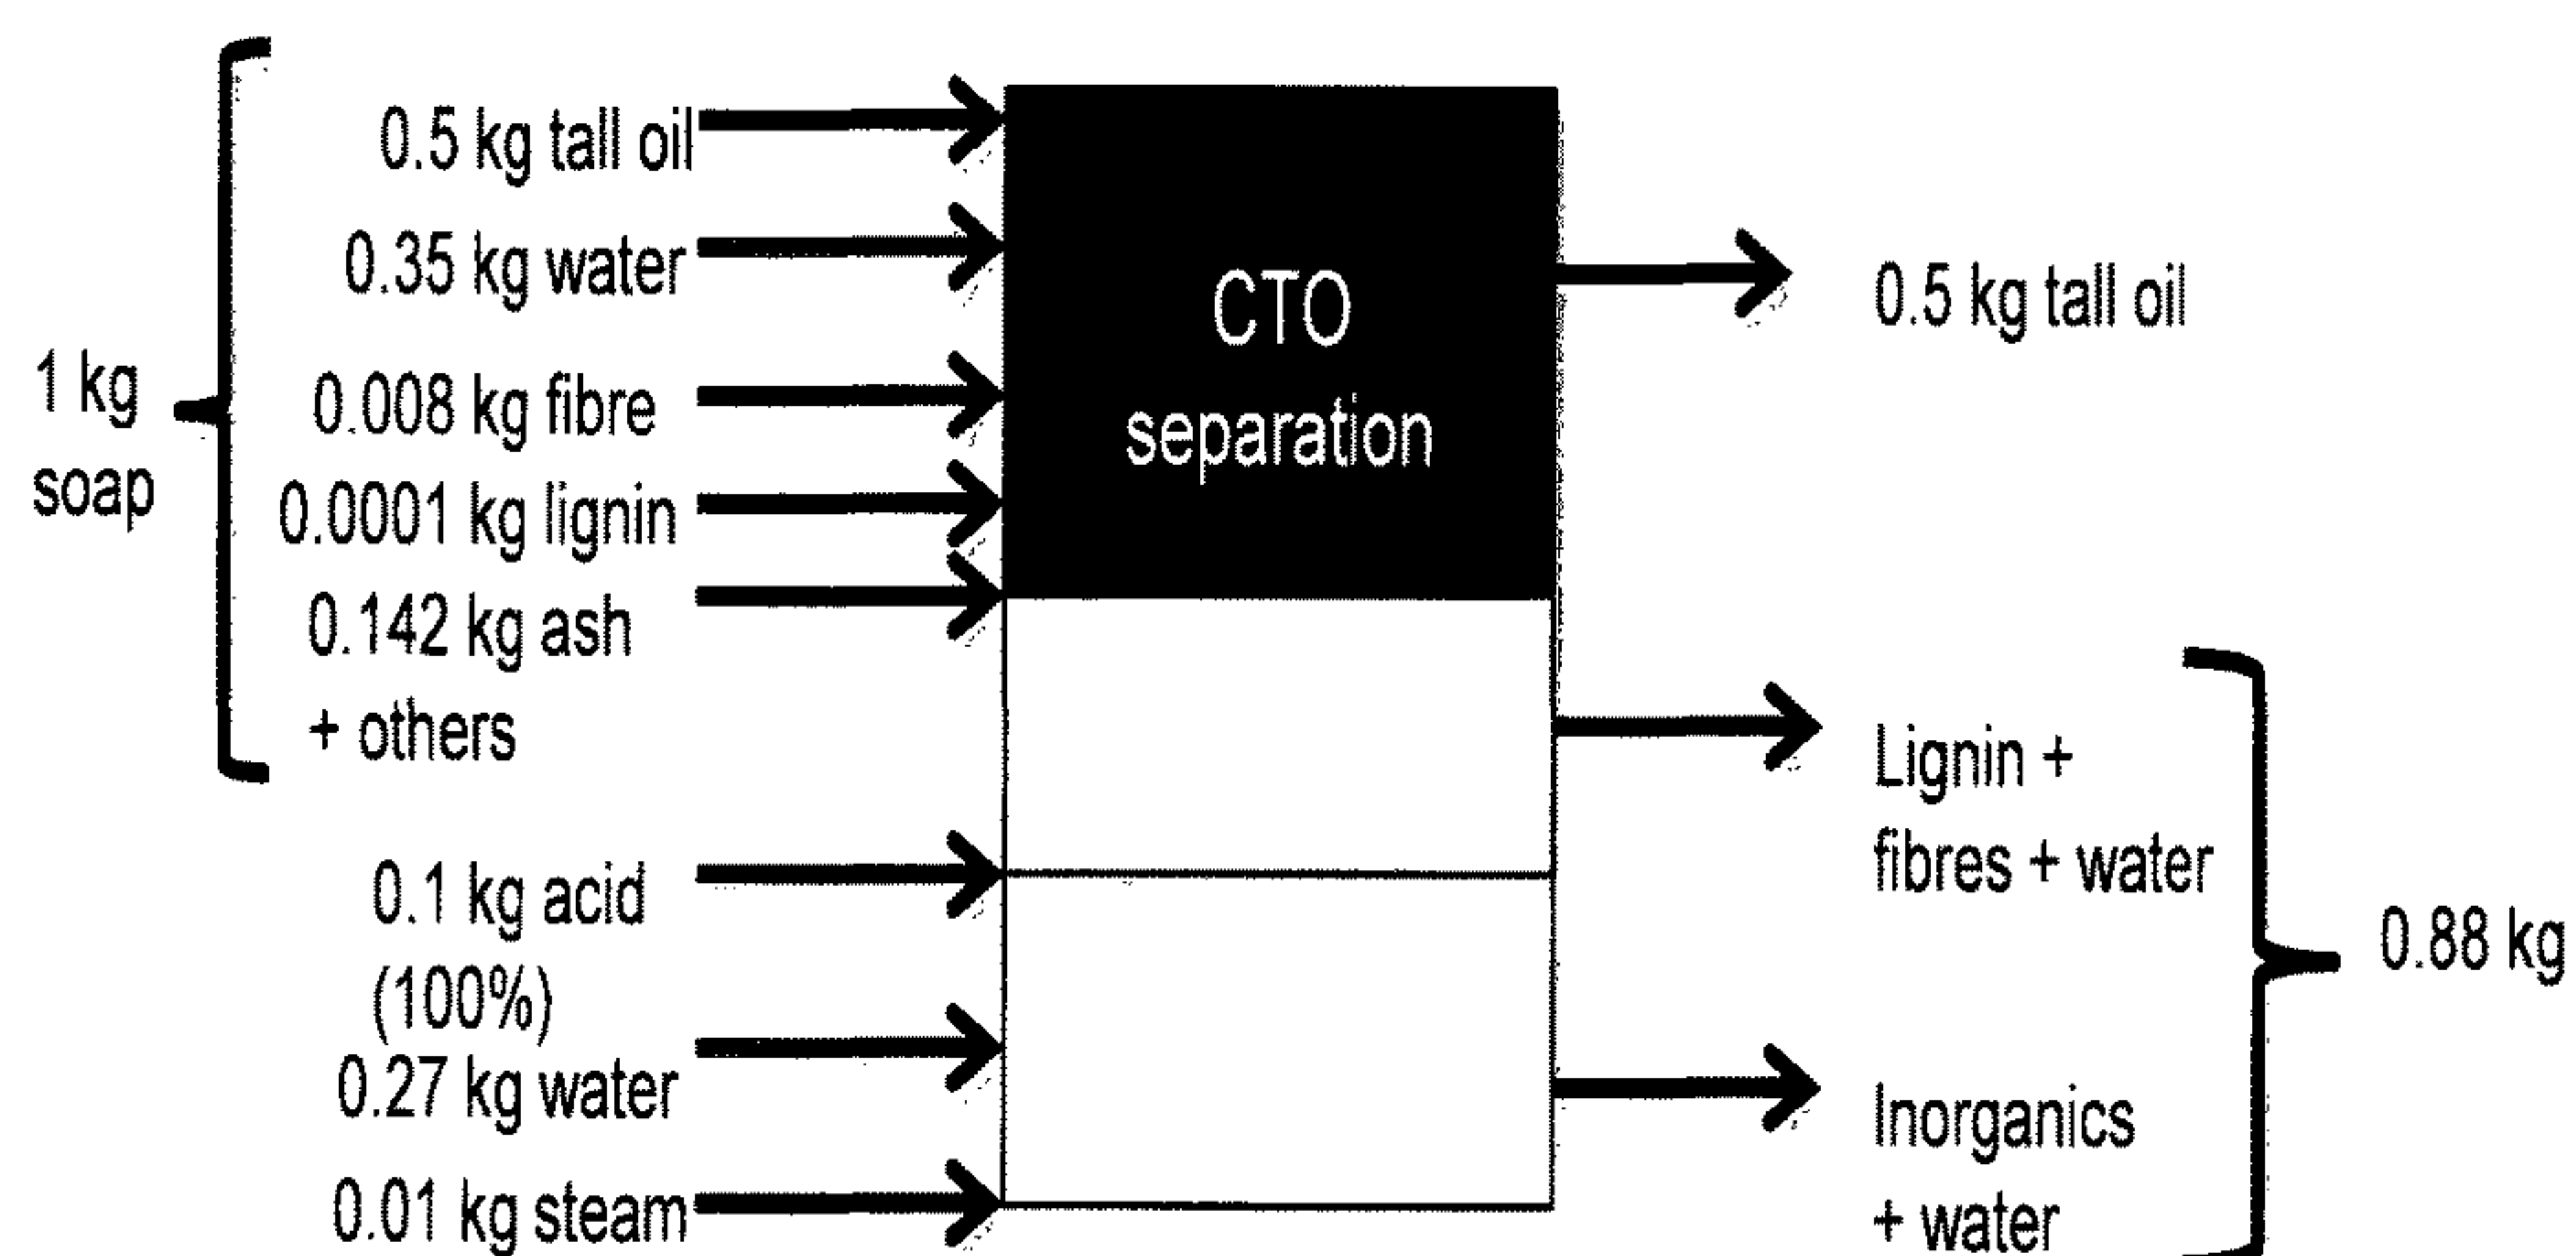 1 kg
soap
0.5 kg tall oil
0.35 kg water
0.008 kg fibre
0.0001 kg lignin
0.142 kg ash
+ others
0.1 kg acid
(100%)
0.27 kg water
0.01 kg steam
CTO
separation
0.5 kg tall oil
Lignin +
fibres + water
Inorganics
+ water
0.88 kg